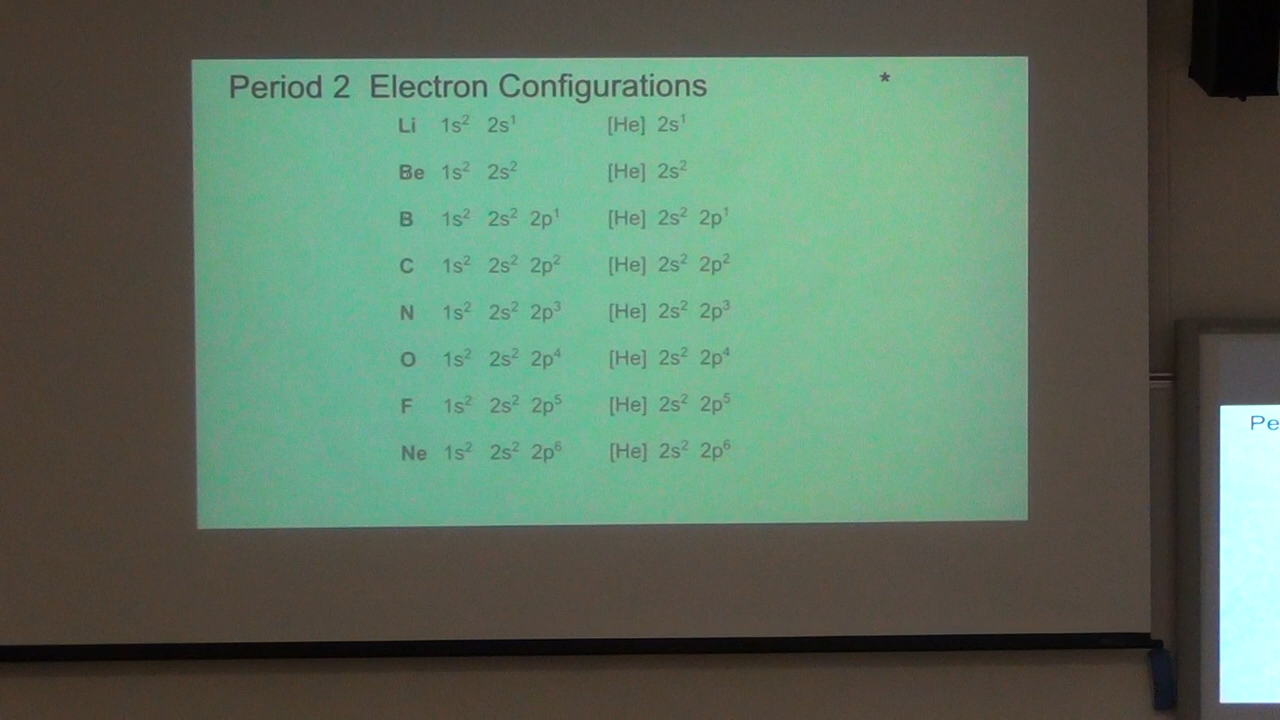 Period 2 Electron Configurations *
Li 1s² 2s¹ [He] 2s¹
Be 1s² 2s² [He] 2s²
B 1s² 2s² 2p¹ [He] 2s² 2p¹
C 1s² 2s² 2p² [He] 2s² 2p²
N 1s² 2s² 2p³ [He] 2s² 2p³
O 1s² 2s² 2p⁴ [He] 2s² 2p⁴
F 1s² 2s² 2p⁵ [He] 2s² 2p⁵
Ne 1s² 2s² 2p⁶ [He] 2s² 2p⁶
Pe